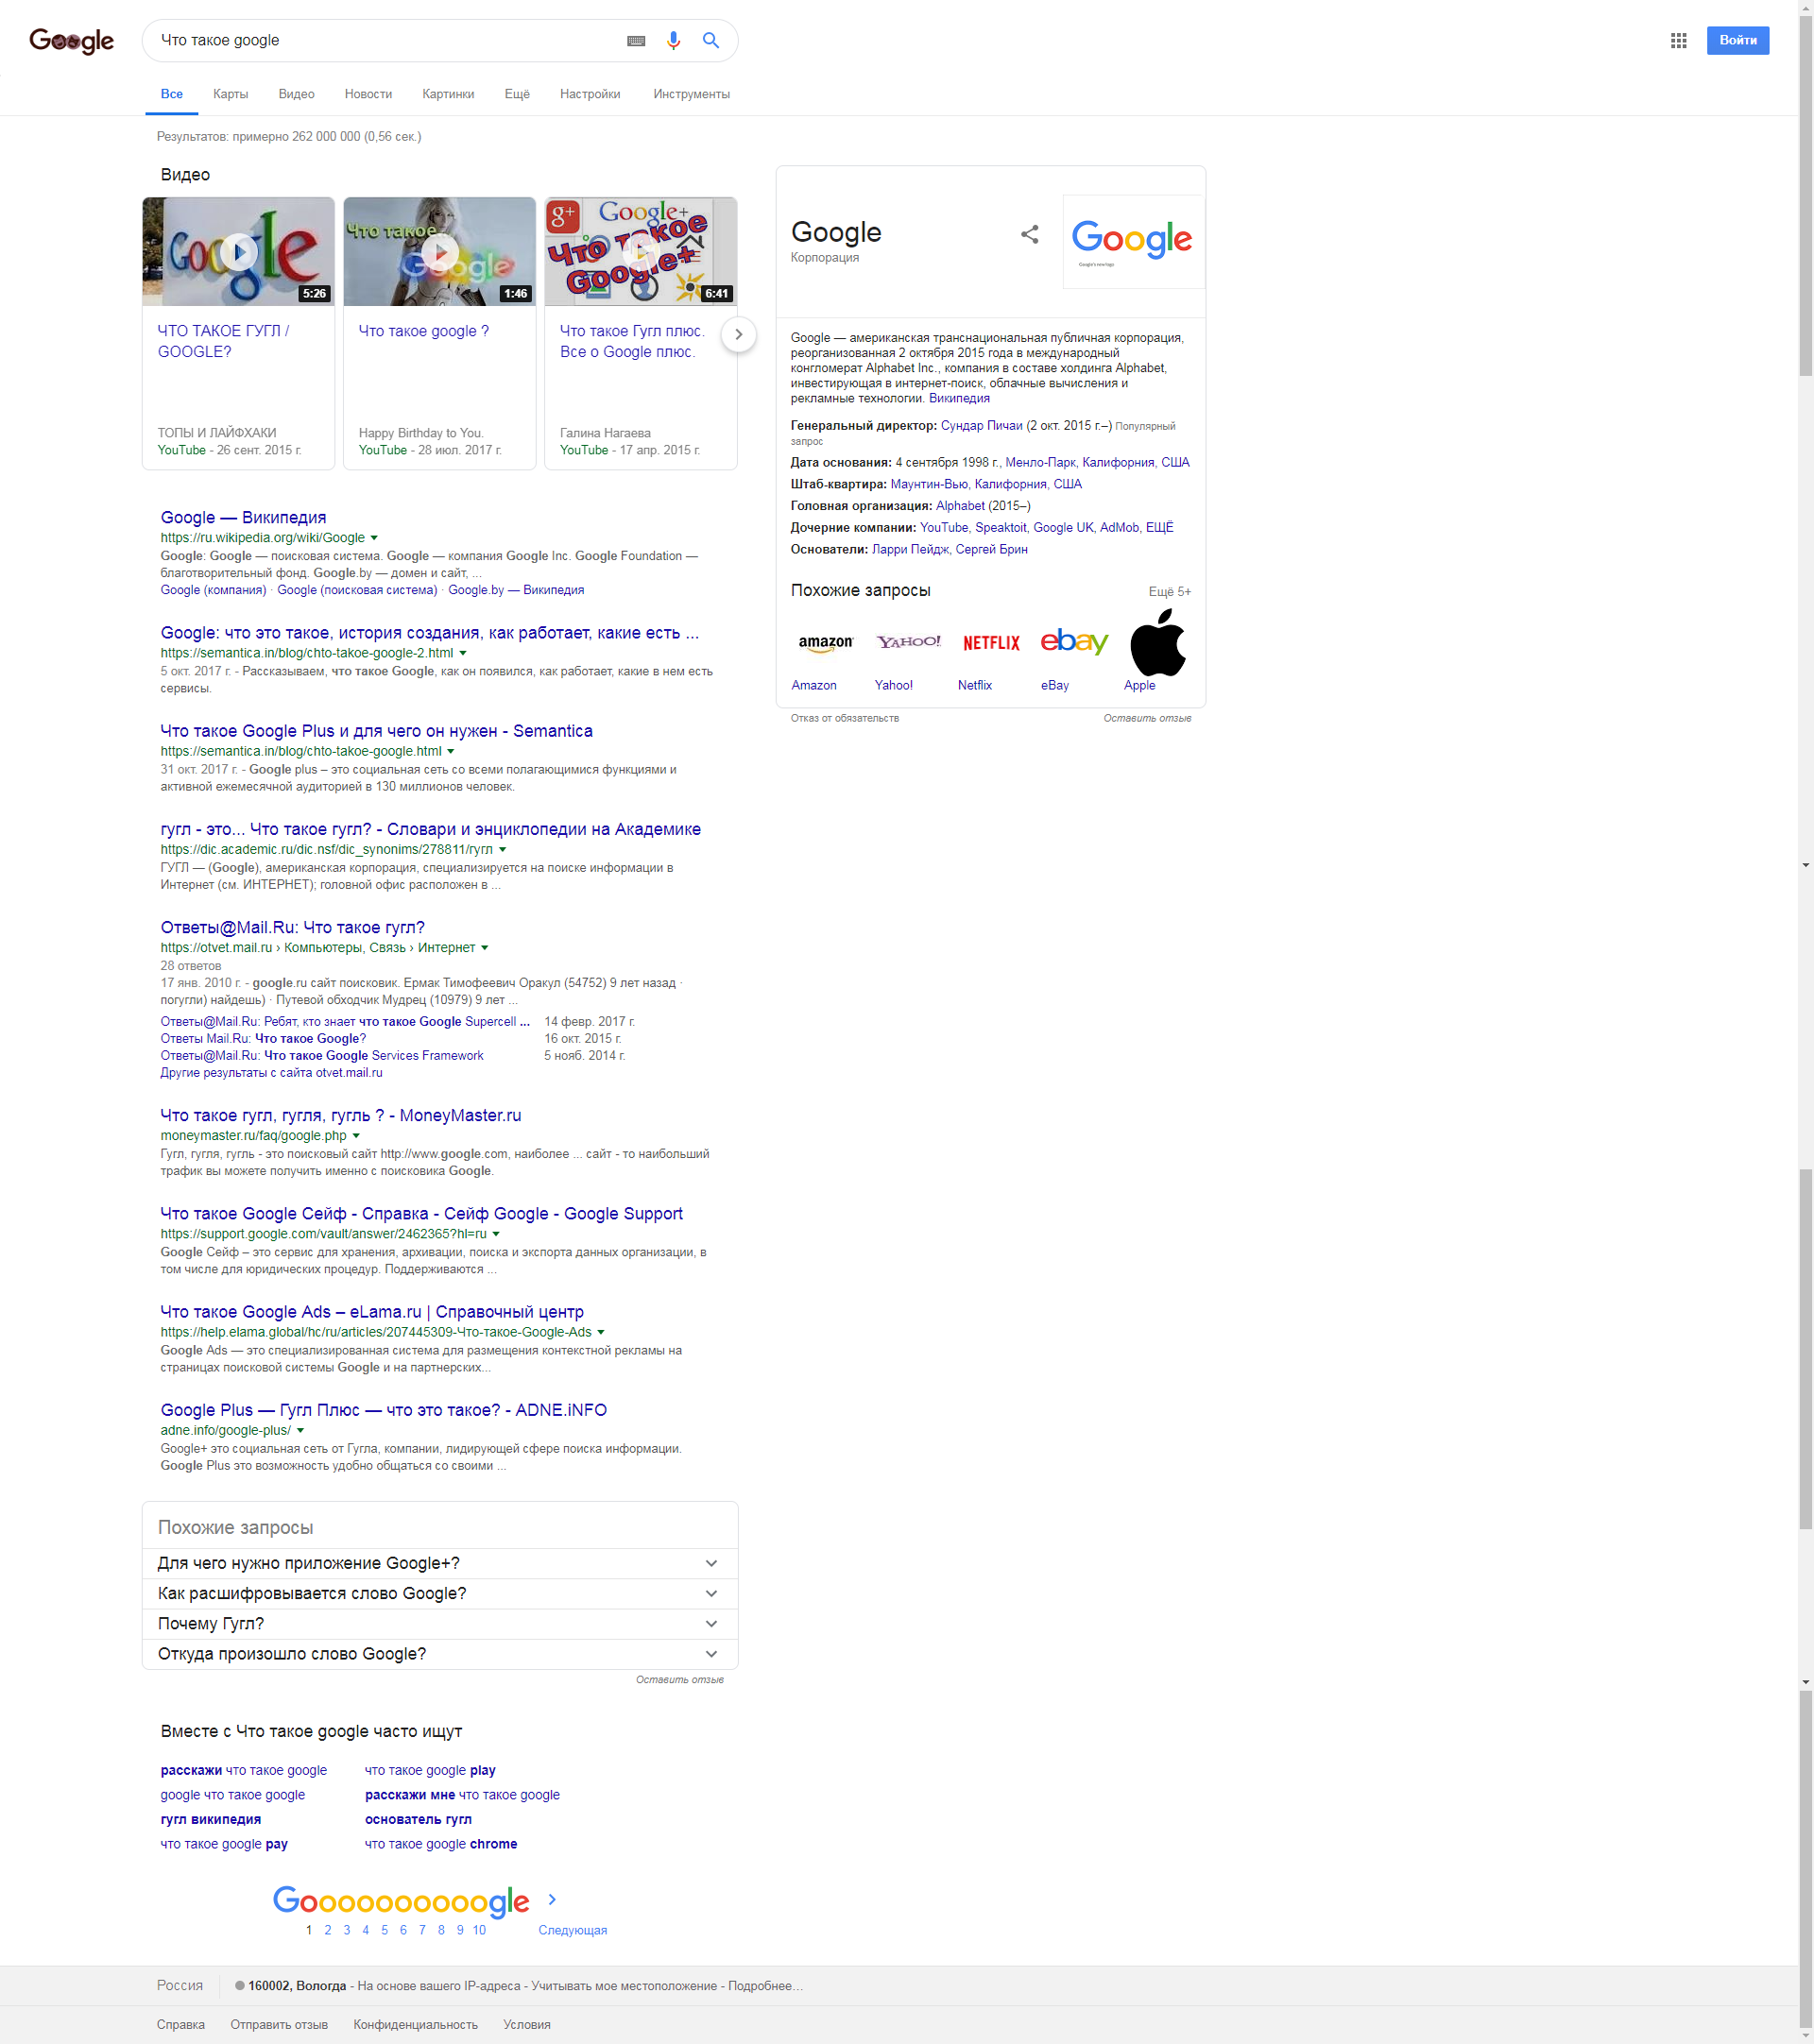 Google
Что такое google
Войти
Все Карты Видео Новости Картинки Ещё Настройки Инструменты
Результатов: примерно 262 000 000 (0,56 сек.)
Видео
Google
5:26
ЧТО ТАКОЕ ГУГЛ /
GOOGLE?
ТОПЫ И ЛАЙФХАКИ
YouTube - 26 сент. 2015 г.
Что такое
Google
1:46
Что такое google ?
Happy Birthday to You.
YouTube - 28 июл. 2017 г.
g+ Google+
Что такое
Google+
6:41
Что такое Гугл плюс.
Все о Google плюс.
Галина Нагаева
YouTube - 17 апр. 2015 г.
Google — Википедия
https://ru.wikipedia.org/wiki/Google
Google: Google — поисковая система. Google — компания Google Inc. Google Foundation —
благотворительный фонд. Google.by — домен и сайт, ...
Google (компания) · Google (поисковая система) · Google.by — Википедия
Google: что это такое, история создания, как работает, какие есть ...
https://semantica.in/blog/chto-takoe-google-2.html
5 окт. 2017 г. - Рассказываем, что такое Google, как он появился, как работает, какие в нем есть
сервисы.
Что такое Google Plus и для чего он нужен - Semantica
https://semantica.in/blog/chto-takoe-google.html
31 окт. 2017 г. - Google plus – это социальная сеть со всеми полагающимися функциями и
активной ежемесячной аудиторией в 130 миллионов человек.
гугл - это... Что такое гугл? - Словари и энциклопедии на Академике
https://dic.academic.ru/dic.nsf/dic_synonims/278811/гугл
ГУГЛ — (Google), американская корпорация, специализируется на поиске информации в
Интернет (см. ИНТЕРНЕТ); головной офис расположен в ...
Ответы@Mail.Ru: Что такое гугл?
https://otvet.mail.ru › Компьютеры, Связь › Интернет
28 ответов
17 янв. 2010 г. - google.ru сайт поисковик. Ермак Тимофеевич Оракул (54752) 9 лет назад ·
погугли) найдешь) · Путевой обходчик Мудрец (10979) 9 лет ...
Ответы@Mail.Ru: Ребят, кто знает что такое Google Supercell ... 14 февр. 2017 г.
Ответы Mail.Ru: Что такое Google? 16 окт. 2015 г.
Ответы@Mail.Ru: Что такое Google Services Framework 5 нояб. 2014 г.
Другие результаты с сайта otvet.mail.ru
Что такое гугл, гугля, гугль ? - MoneyMaster.ru
moneymaster.ru/faq/google.php
Гугл, гугля, гугль - это поисковый сайт http://www.google.com, наиболее ... сайт - то наибольший
трафик вы можете получить именно с поисковика Google.
Что такое Google Сейф - Справка - Сейф Google - Google Support
https://support.google.com/vault/answer/2462365?hl=ru
Google Сейф – это сервис для хранения, архивации, поиска и экспорта данных организации, в
том числе для юридических процедур. Поддерживаются ...
Что такое Google Ads – eLama.ru | Справочный центр
https://help.elama.global/hc/ru/articles/207445309-Что-такое-Google-Ads
Google Ads — это специализированная система для размещения контекстной рекламы на
страницах поисковой системы Google и на партнерских...
Google Plus — Гугл Плюс — что это такое? - ADNE.iNFO
adne.info/google-plus/
Google+ это социальная сеть от Гугла, компании, лидирующей сфере поиска информации.
Google Plus это возможность удобно общаться со своими ...
Похожие запросы
Для чего нужно приложение Google+?
Как расшифровывается слово Google?
Почему Гугл?
Откуда произошло слово Google?
Оставить отзыв
Вместе с Что такое google часто ищут
расскажи что такое google что такое google play
google что такое google расскажи мне что такое google
гугл википедия основатель гугл
что такое google pay что такое google chrome
Goooooooooogle
1 2 3 4 5 6 7 8 9 10 Следующая
Google
Корпорация
Google
Google's new logo
Google — американская транснациональная публичная корпорация,
реорганизованная 2 октября 2015 года в международный
конгломерат Alphabet Inc., компания в составе холдинга Alphabet,
инвестирующая в интернет-поиск, облачные вычисления и
рекламные технологии. Википедия
Генеральный директор: Сундар Пичаи (2 окт. 2015 г.–) Популярный
запрос
Дата основания: 4 сентября 1998 г., Менло-Парк, Калифорния, США
Штаб-квартира: Маунтин-Вью, Калифорния, США
Головная организация: Alphabet (2015–)
Дочерние компании: YouTube, Speaktoit, Google UK, AdMob, ЕЩЁ
Основатели: Ларри Пейдж, Сергей Брин
Похожие запросы Ещё 5+
amazon YAHOO! NETFLIX ebay
Amazon Yahoo! Netflix eBay Apple
Отказ от обязательств Оставить отзыв
Россия 160002, Вологда - На основе вашего IP-адреса - Учитывать мое местоположение - Подробнее…
Справка Отправить отзыв Конфиденциальность Условия